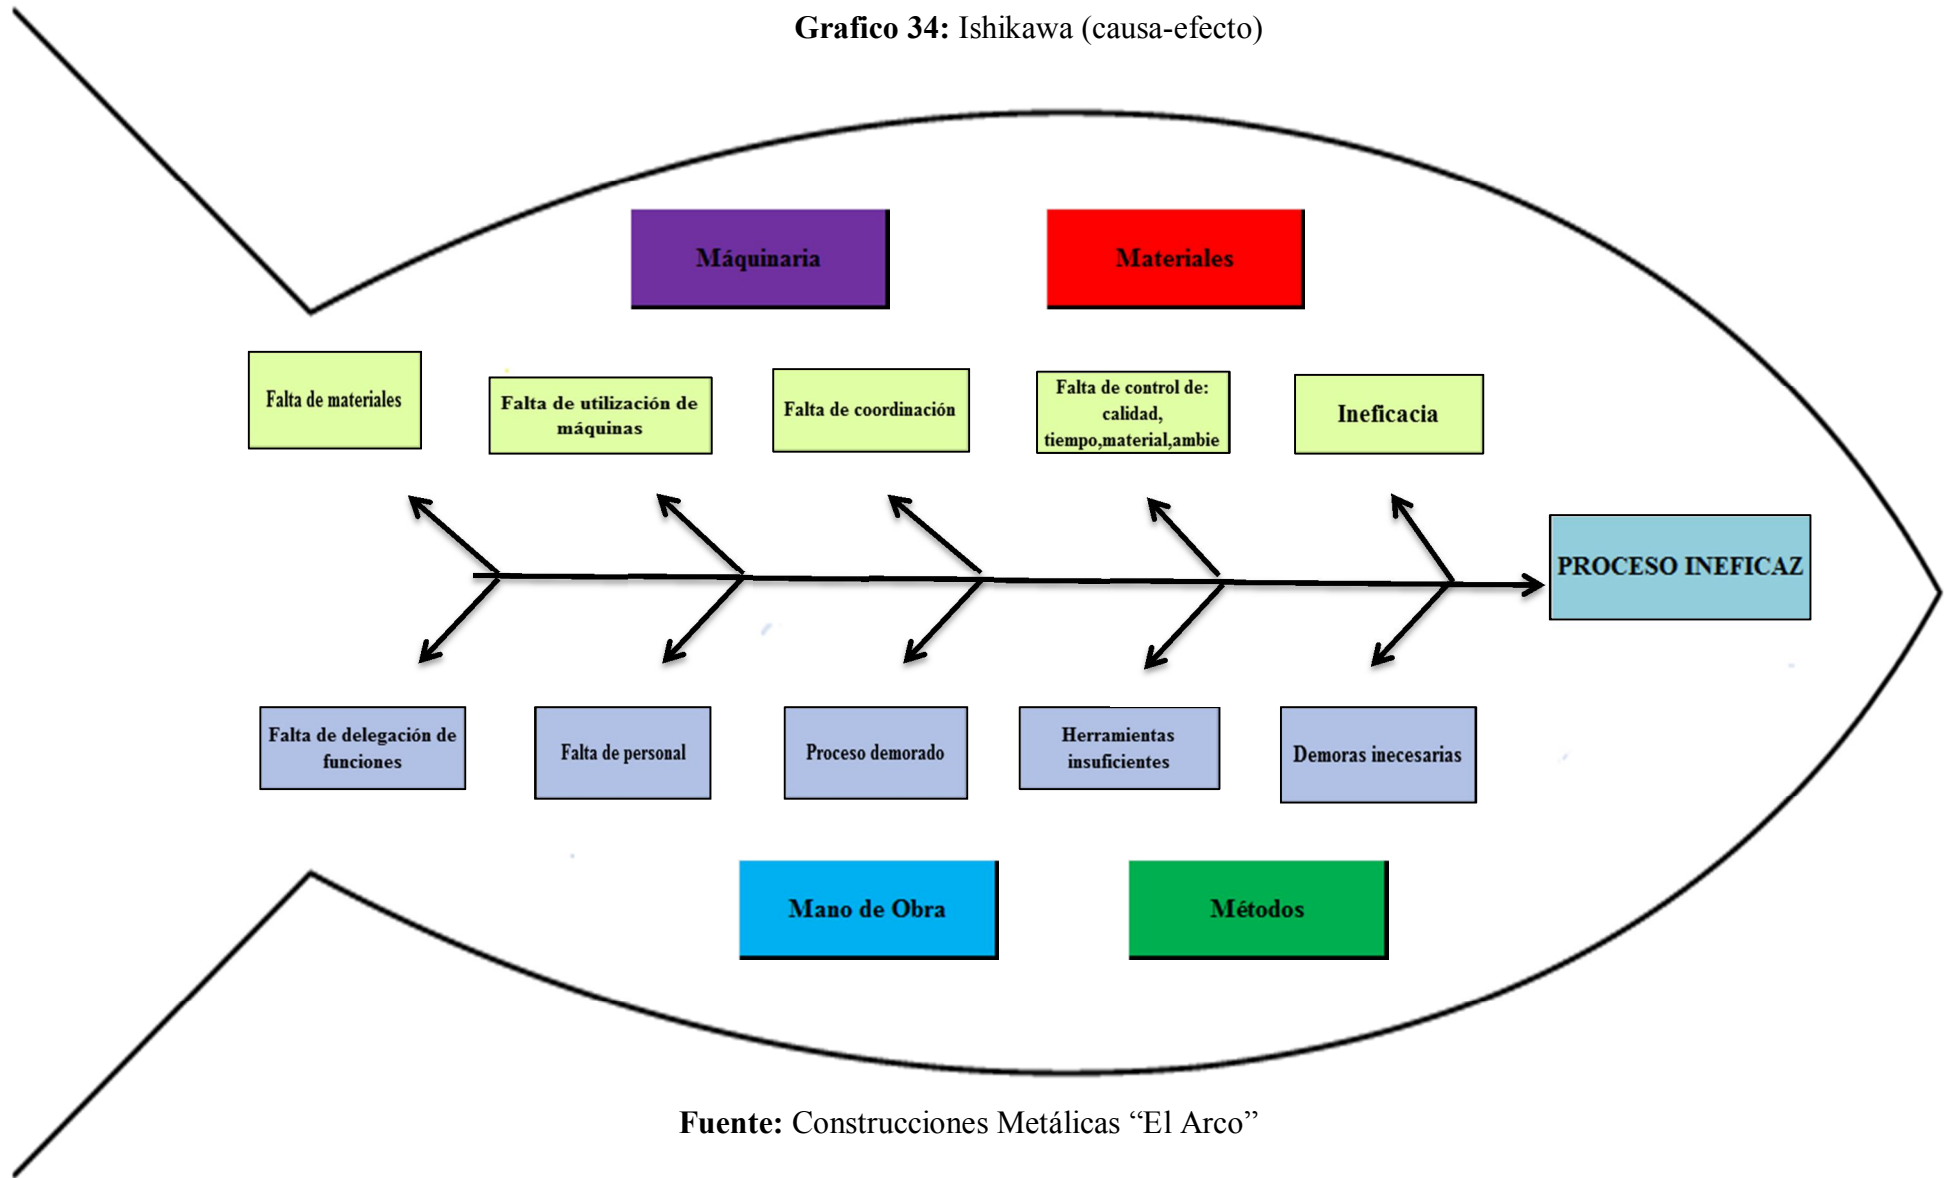 Grafico 34: Ishikawa (causa-efecto)
Máquinaria
Materiales
Falta de materiales
Falta de utilización de
máquinas
Falta de coordinación
Falta de control de:
calidad,
tiempo,material,ambie
Ineficacia
PROCESO INEFICAZ
Falta de delegación de
funciones
Falta de personal
Proceso demorado
Herramientas
insuficientes
Demoras inecesarias
Mano de Obra
Métodos
Fuente: Construcciones Metálicas “El Arco”